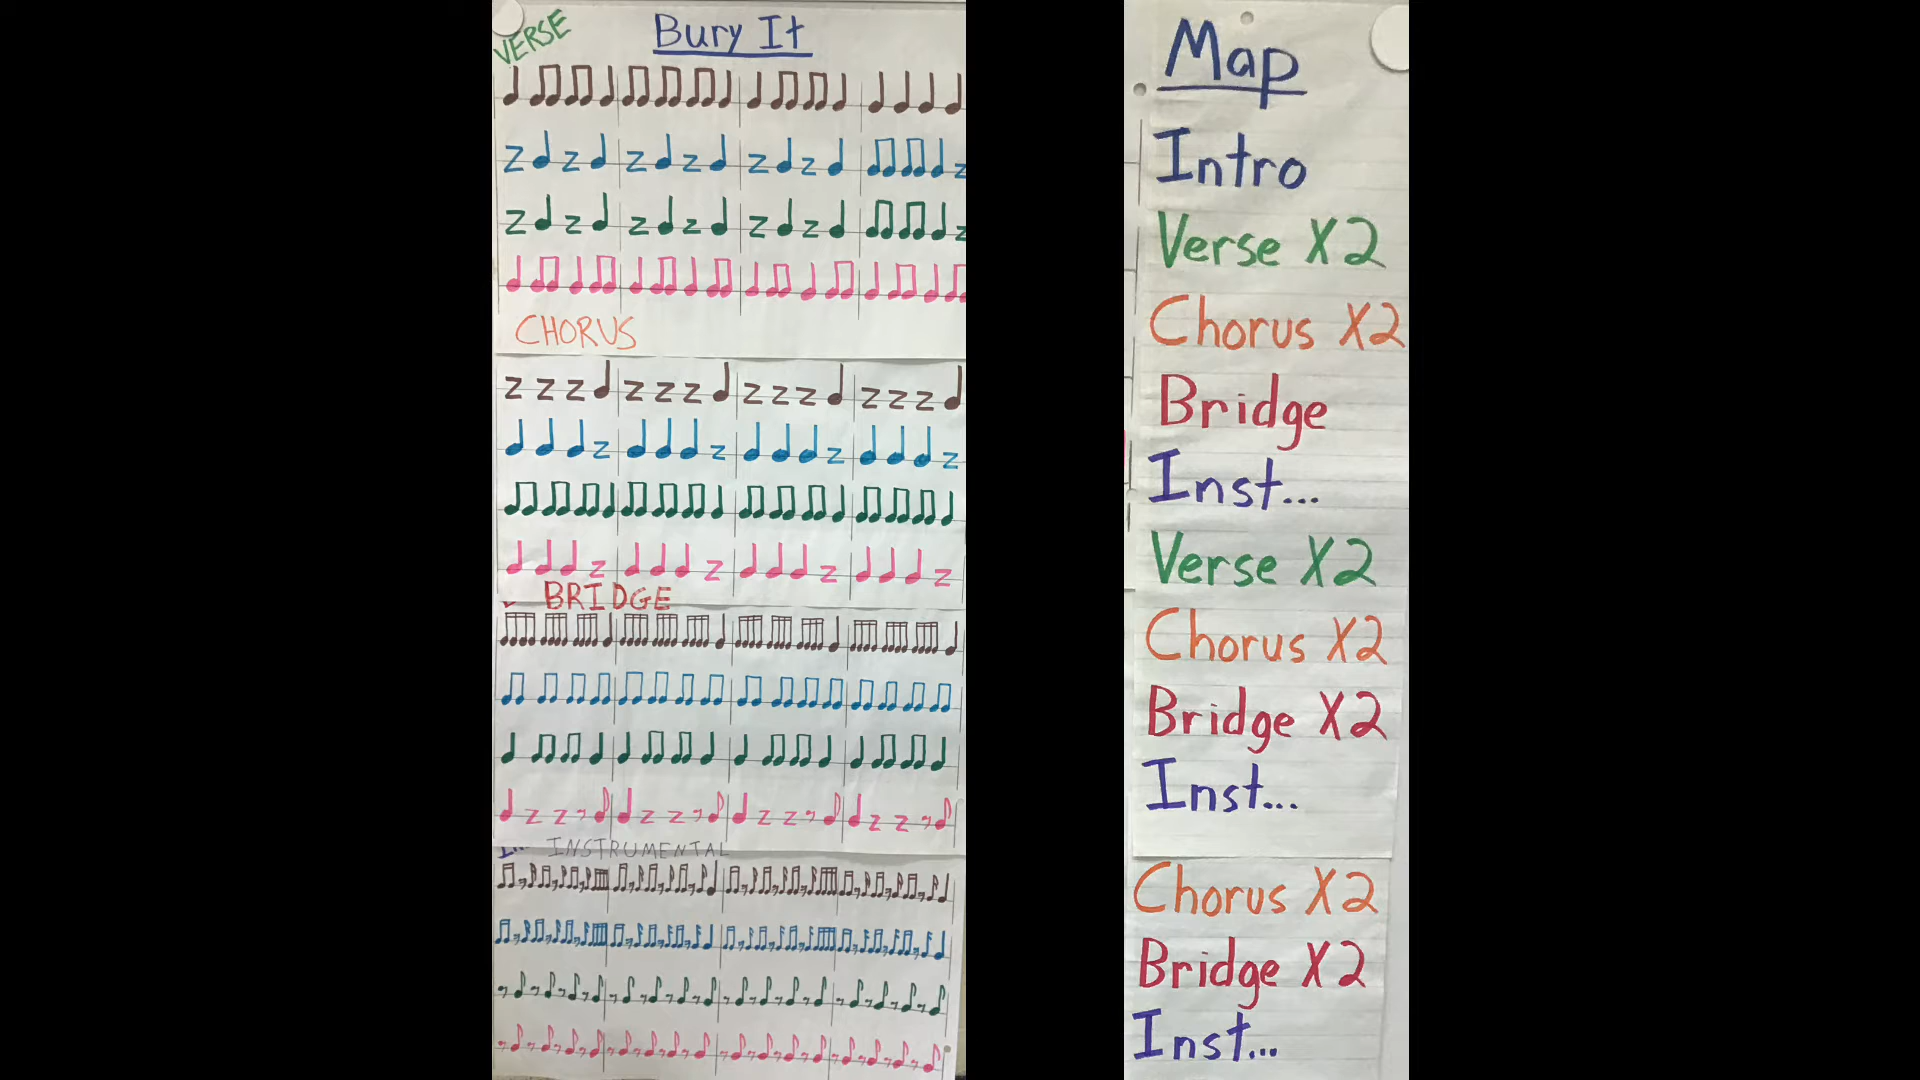 VERSE
Bury It
CHORUS
BRIDGE
I... INSTRUMENTAL
Map
Intro
Verse X2
Chorus X2
Bridge
Inst...
Verse X2
Chorus X2
Bridge X2
Inst...
Chorus X2
Bridge X2
Inst...